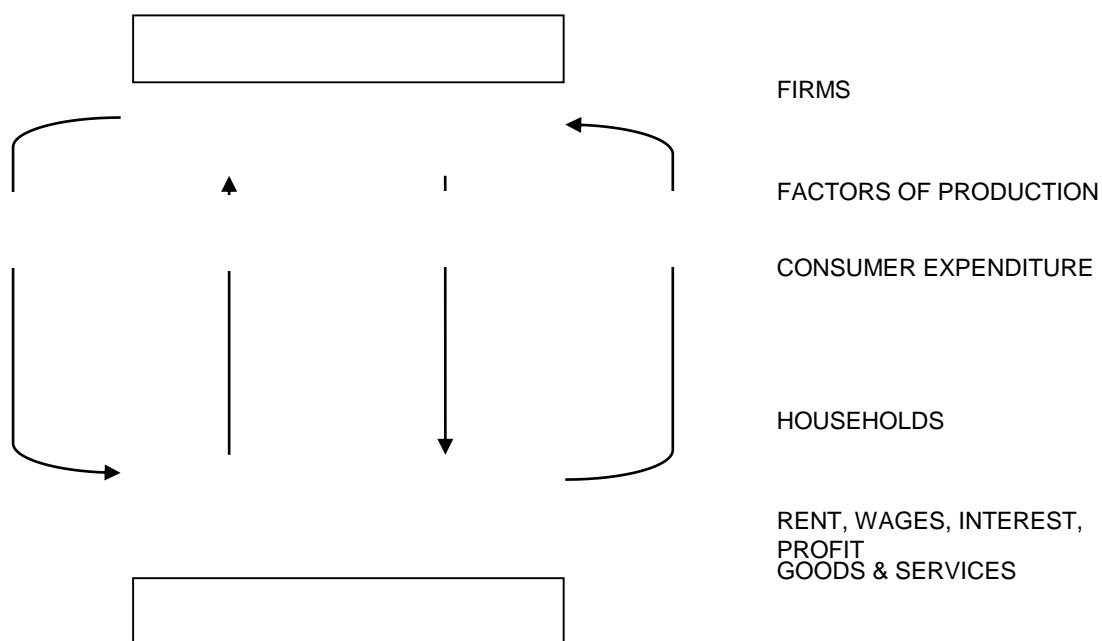 FIRMS
FACTORS OF PRODUCTION
CONSUMER EXPENDITURE
HOUSEHOLDS
RENT, WAGES, INTEREST,
PROFIT
GOODS & SERVICES